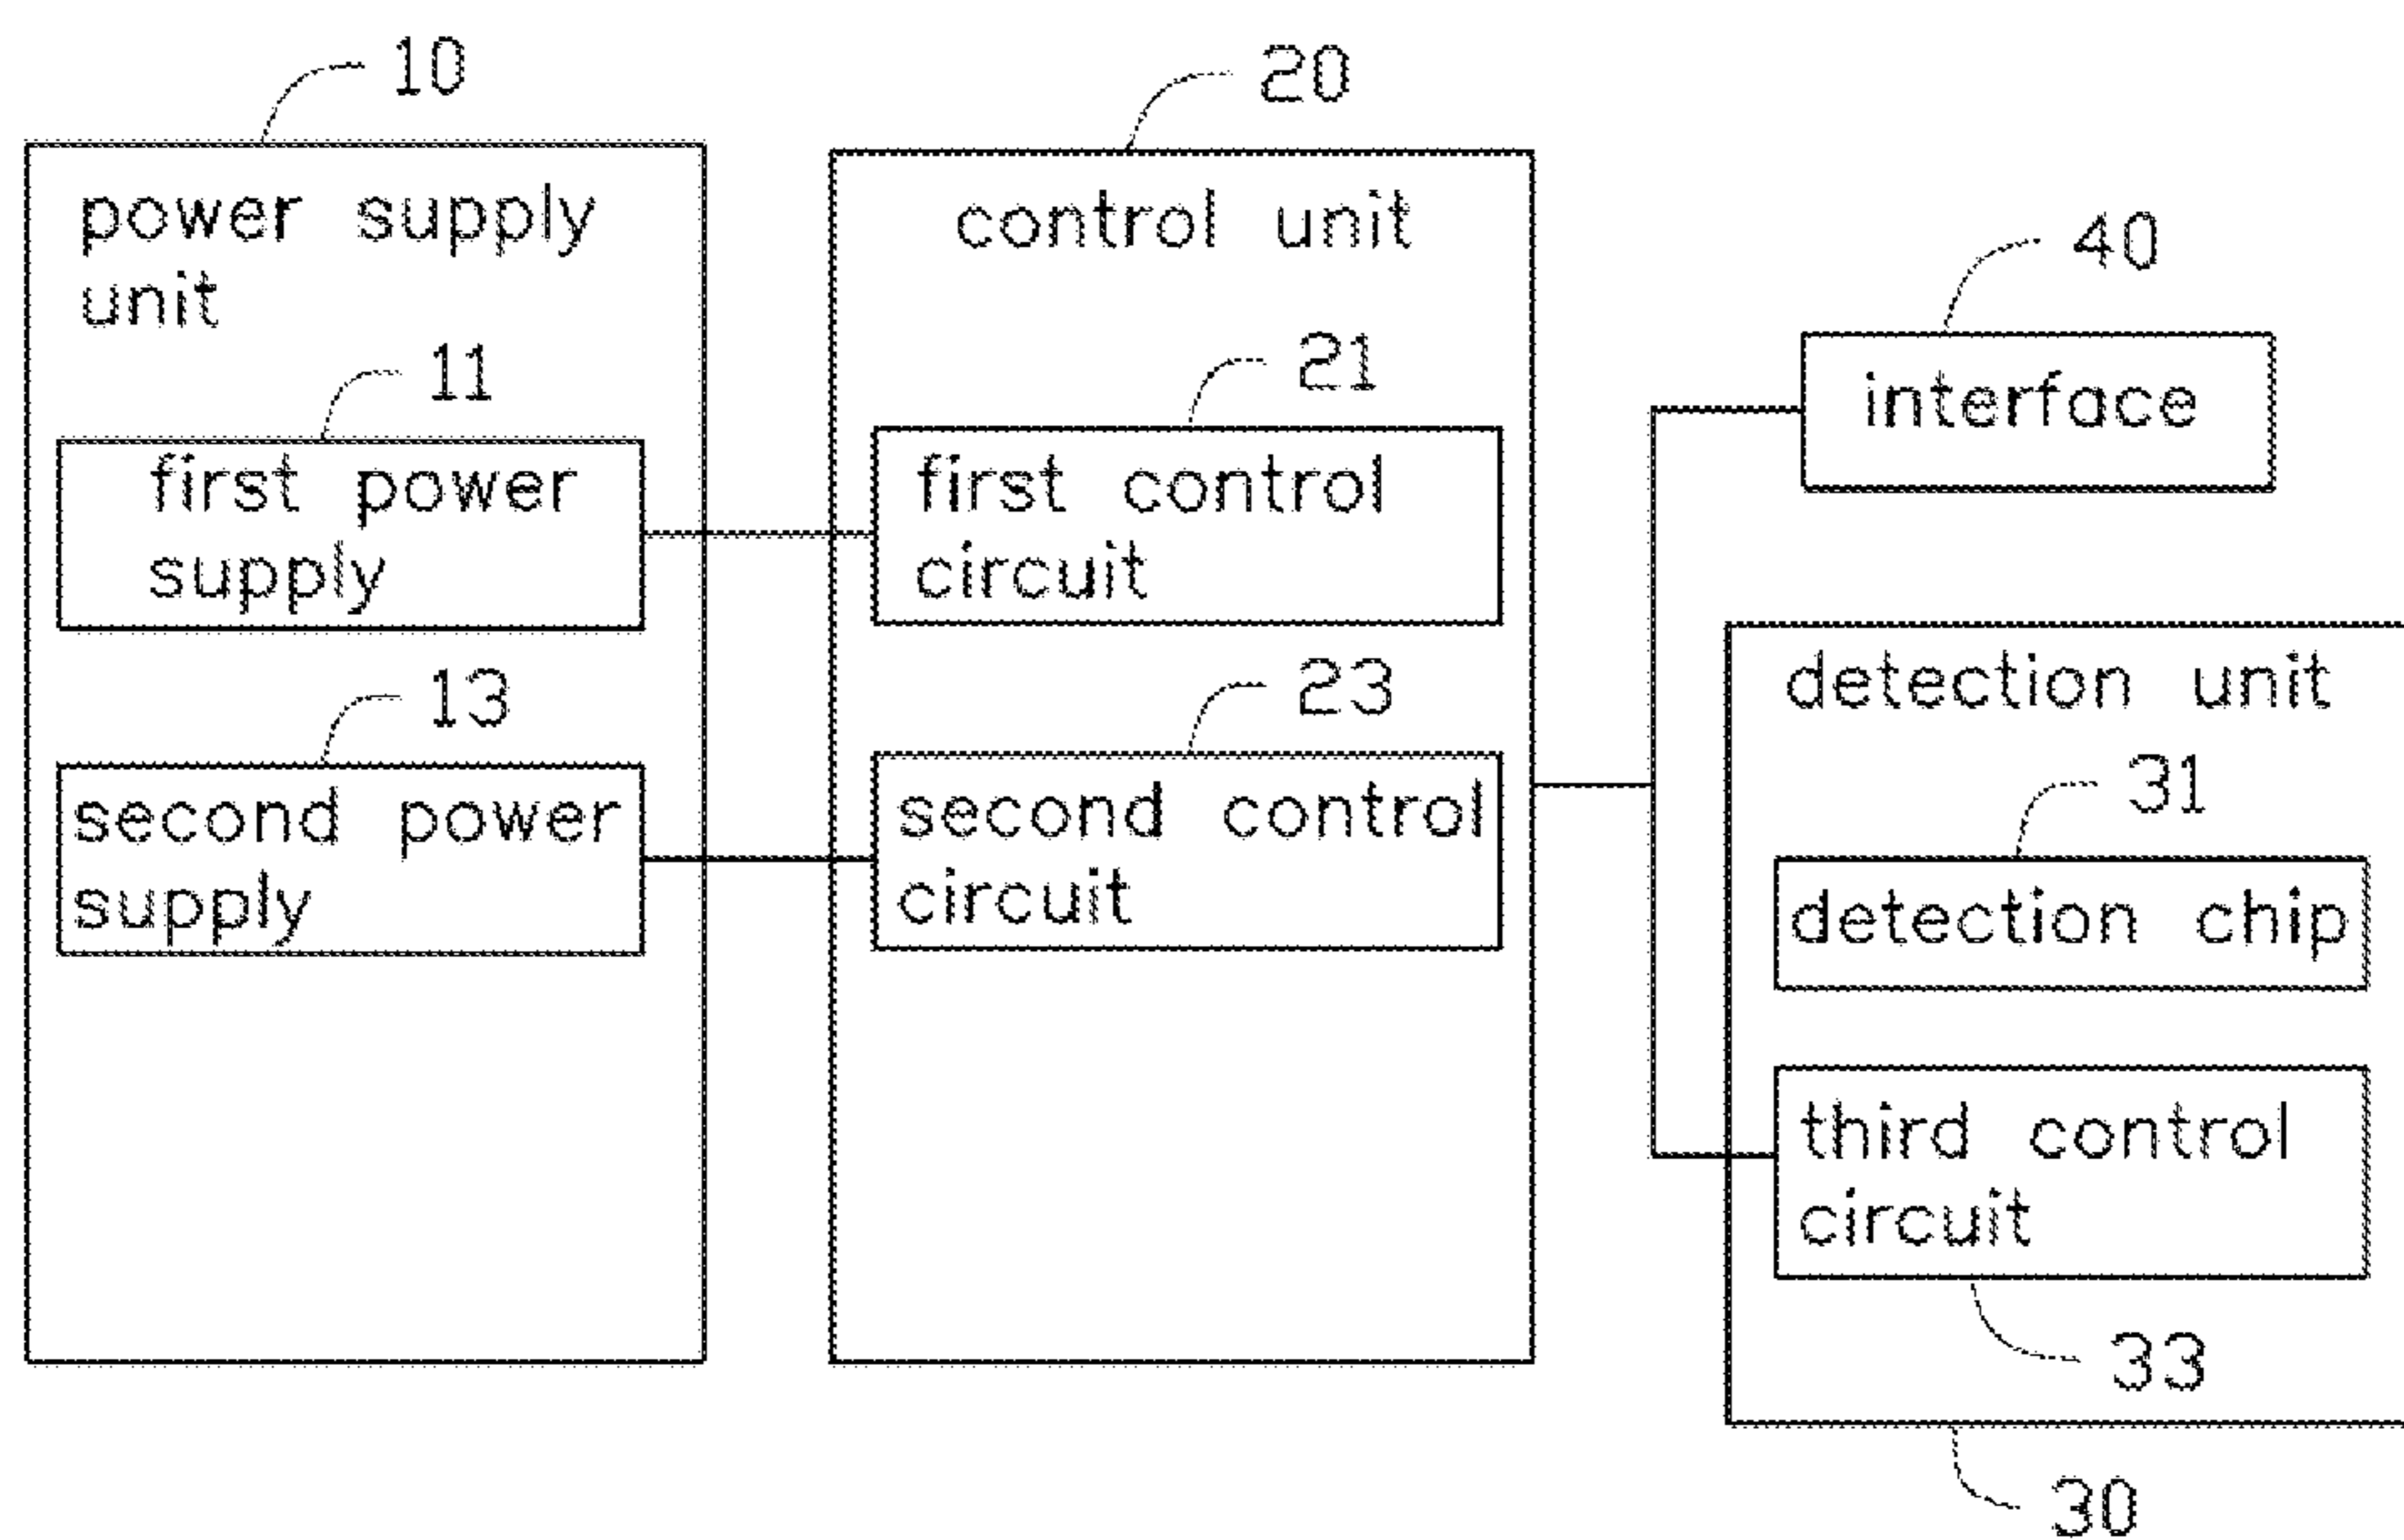 10
power supply
unit
11
first power
supply
13
second power
supply
20
control unit
21
first control
circuit
23
second control
circuit
40
interface
detection unit
31
detection chip
third control
circuit
33
30